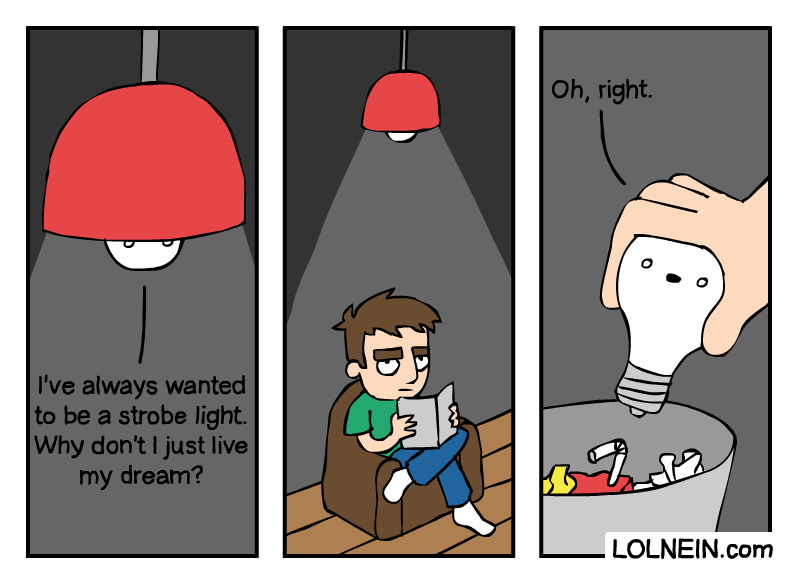 I've always wanted
to be a strobe light.
Why don't I just live
my dream?
Oh, right.
LOLNEIN.com